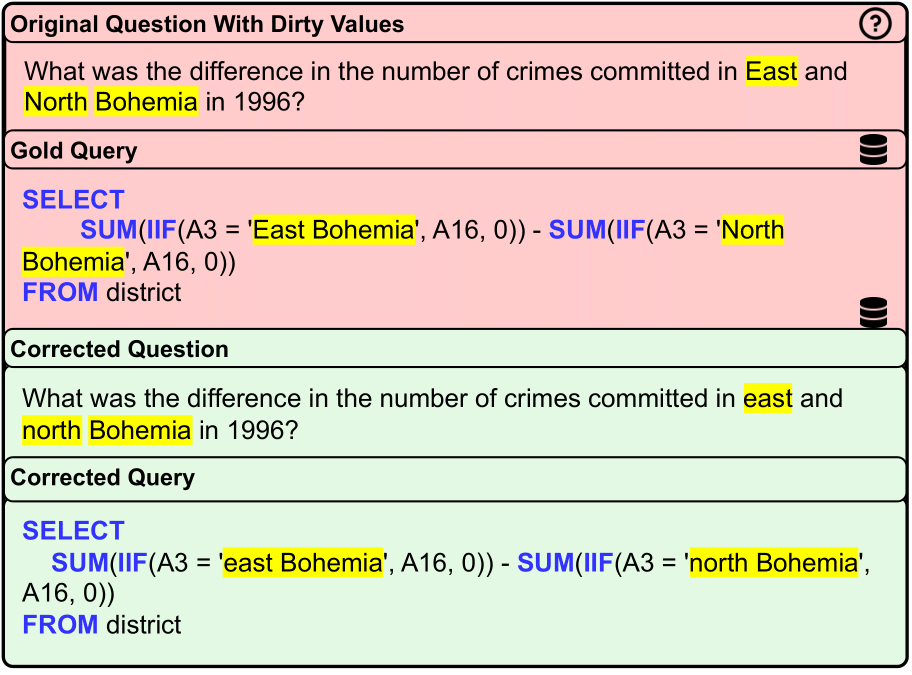 Original Question With Dirty Values
What was the difference in the number of crimes committed in East and
North Bohemia in 1996?
Gold Query
SELECT
SUM(IIF(A3 = 'East Bohemia', A16, 0)) - SUM(IIF(A3 = 'North
Bohemia', A16, 0))
FROM district
Corrected Question
What was the difference in the number of crimes committed in east and
north Bohemia in 1996?
Corrected Query
SELECT
SUM(IIF(A3 = 'east Bohemia', A16, 0)) - SUM(IIF(A3 = 'north Bohemia',
A16, 0))
FROM district